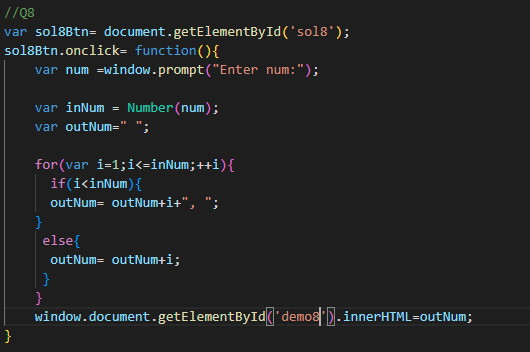 //Q8
var sol8Btn= document.getElementById('sol8');
sol8Btn.onclick= function(){
    var num =window.prompt("Enter num:");

    var inNum = Number(num);
    var outNum=" ";

    for(var i=1;i<=inNum;++i){
      if(i<inNum){
      outNum= outNum+i+", ";
    }
     else{
      outNum= outNum+i;
     }
    }
    window.document.getElementById('demo8').innerHTML=outNum;
}